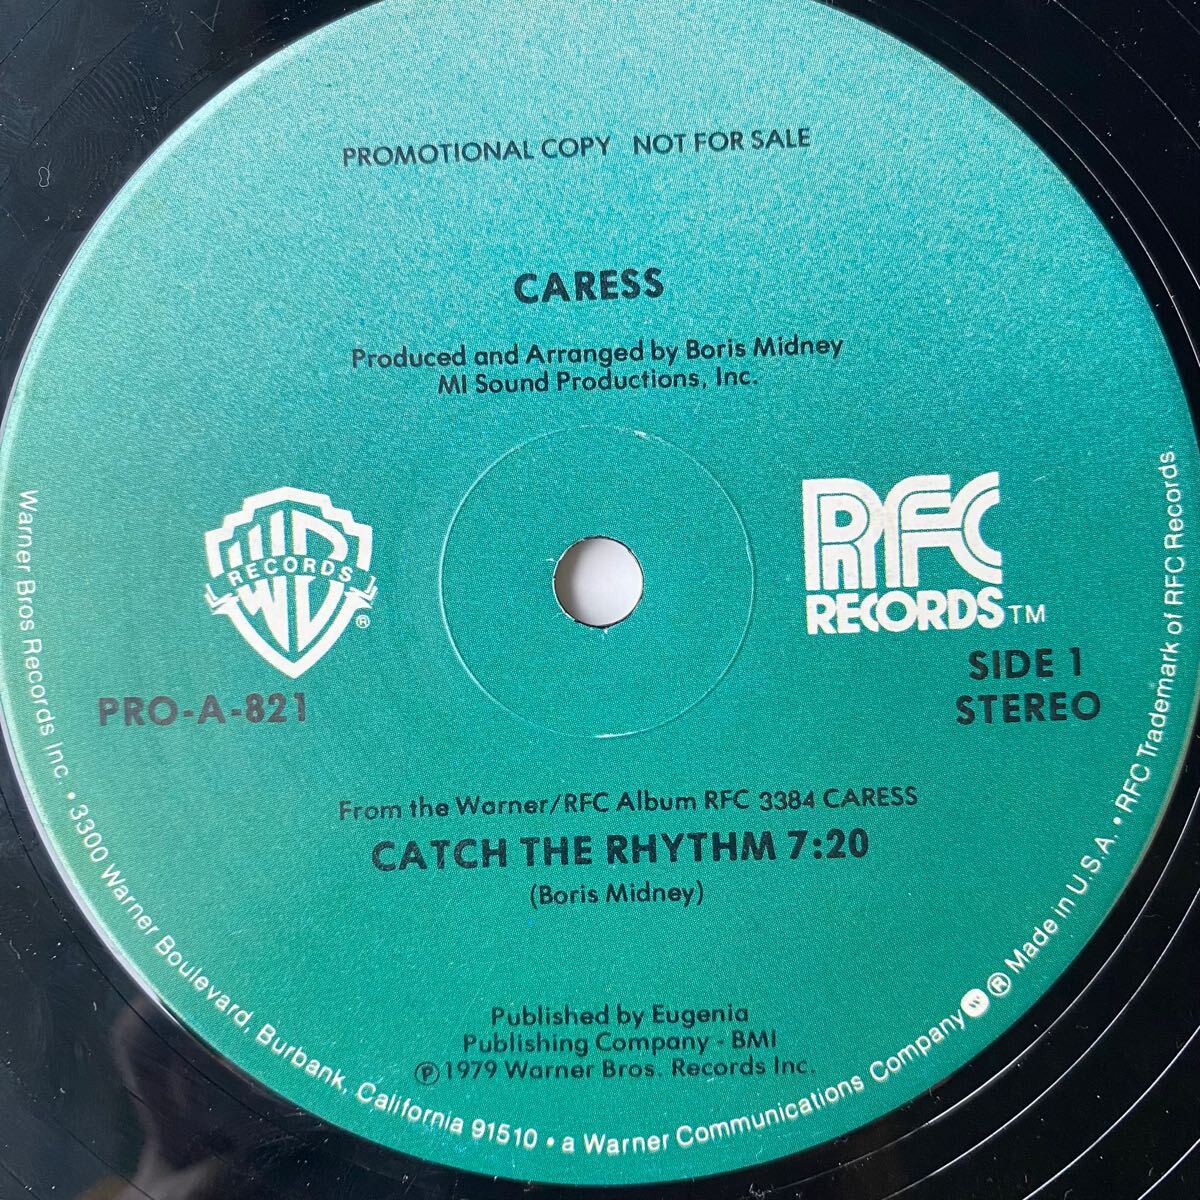 PROMOTIONAL COPY NOT FOR SALE
CARESS
Produced and Arranged by Boris Midney
MI Sound Productions, Inc.
RECORDS
®
RFC
RECORDS TM
PRO-A-821
SIDE 1
STEREO
From the Warner/RFC Album RFC 3384 CARESS
CATCH THE RHYTHM 7:20
(Boris Midney)
Published by Eugenia
Publishing Company - BMI
℗1979 Warner Bros. Records Inc.
Warner Bros Records Inc. • 3300 Warner Boulevard, Burbank, California 91510 • a Warner Communications Company ® Made in U.S.A. • RFC Trademark of RFC Records.